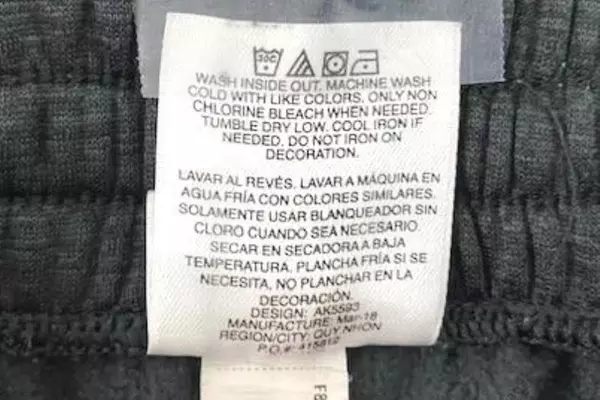 30C
WASH INSIDE OUT. MACHINE WASH
COLD WITH LIKE COLORS. ONLY NON
CHLORINE BLEACH WHEN NEEDED.
TUMBLE DRY LOW. COOL IRON IF
NEEDED. DO NOT IRON ON
DECORATION.
LAVAR AL REVÉS. LAVAR A MÁQUINA EN
AGUA FRÍA CON COLORES SIMILARES.
SOLAMENTE USAR BLANQUEADOR SIN
CLORO CUANDO SEA NECESARIO.
SECAR EN SECADORA A BAJA
TEMPERATURA. PLANCHA FRÍA SI SE
NECESITA, NO PLANCHAR EN LA
DECORACIÓN.
DESIGN: AK5593
MANUFACTURE: Mar-18
REGION/CITY: QUY NHON
P.O.#: 415812